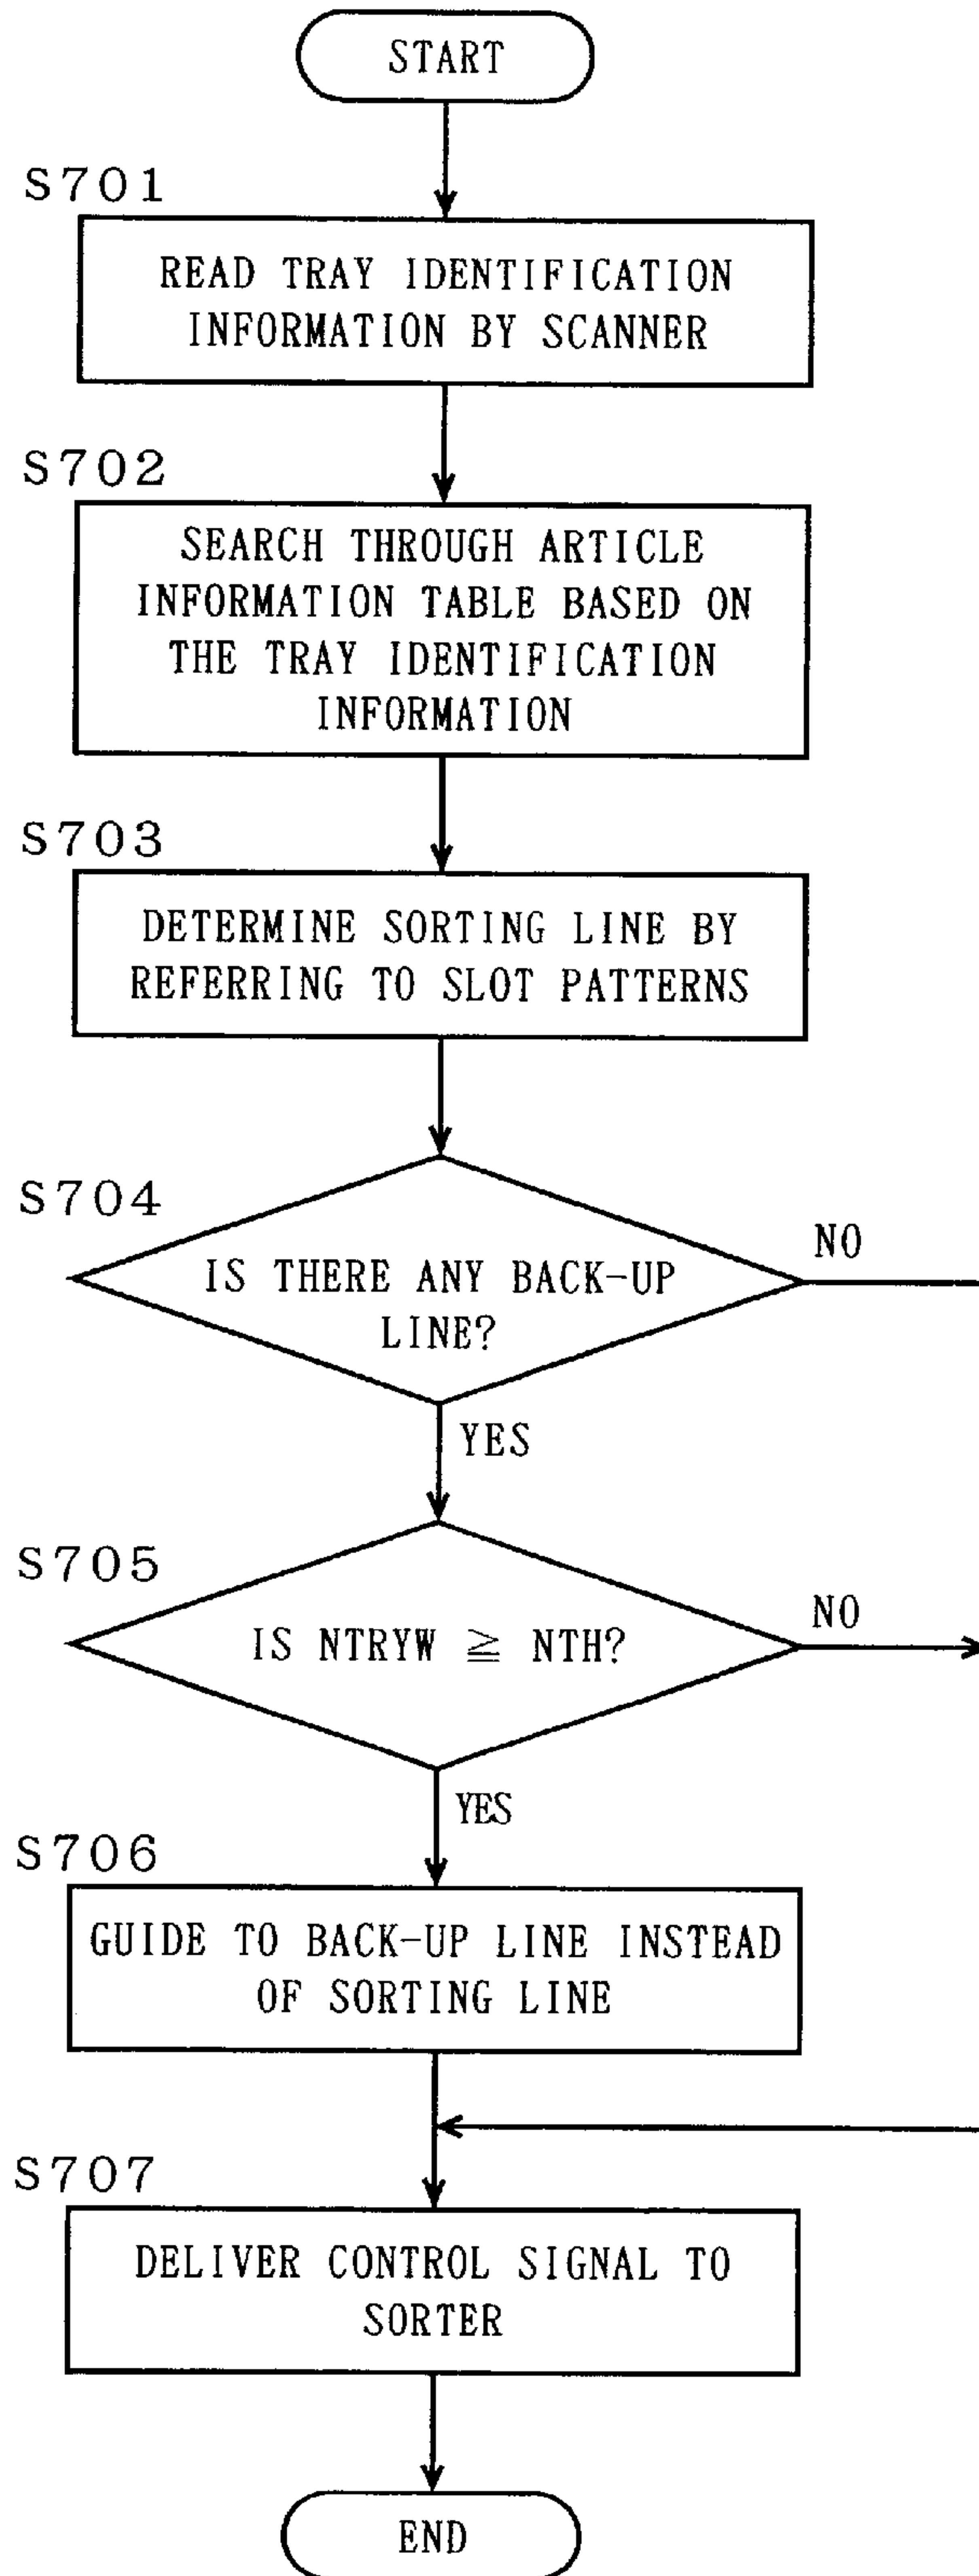 START
S701
READ TRAY IDENTIFICATION
INFORMATION BY SCANNER
S702
SEARCH THROUGH ARTICLE
INFORMATION TABLE BASED ON
THE TRAY IDENTIFICATION
INFORMATION
S703
DETERMINE SORTING LINE BY
REFERRING TO SLOT PATTERNS
S704
IS THERE ANY BACK-UP
LINE?
NO
YES
S705
IS NTRYW ≧ NTH?
NO
YES
S706
GUIDE TO BACK-UP LINE INSTEAD
OF SORTING LINE
S707
DELIVER CONTROL SIGNAL TO
SORTER
END